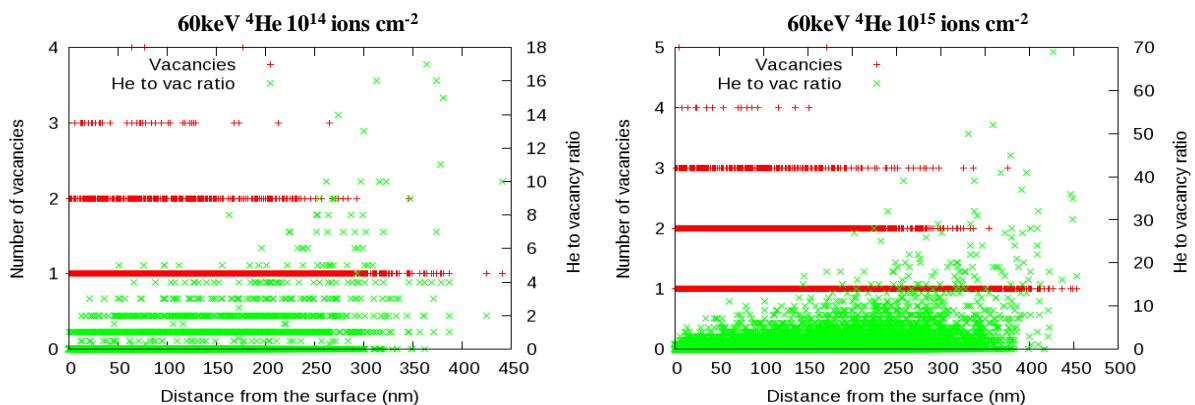 60keV ⁴He 10¹⁴ ions cm⁻²
Vacancies
He to vac ratio
Number of vacancies
0
1
2
3
4
He to vacancy ratio
0
2
4
6
8
10
12
14
16
18
0 50 100 150 200 250 300 350 400 450
Distance from the surface (nm)
60keV ⁴He 10¹⁵ ions cm⁻²
Vacancies
He to vac ratio
Number of vacancies
0
1
2
3
4
5
He to vacancy ratio
0
10
20
30
40
50
60
70
0 50 100 150 200 250 300 350 400 450 500
Distance from the surface (nm)